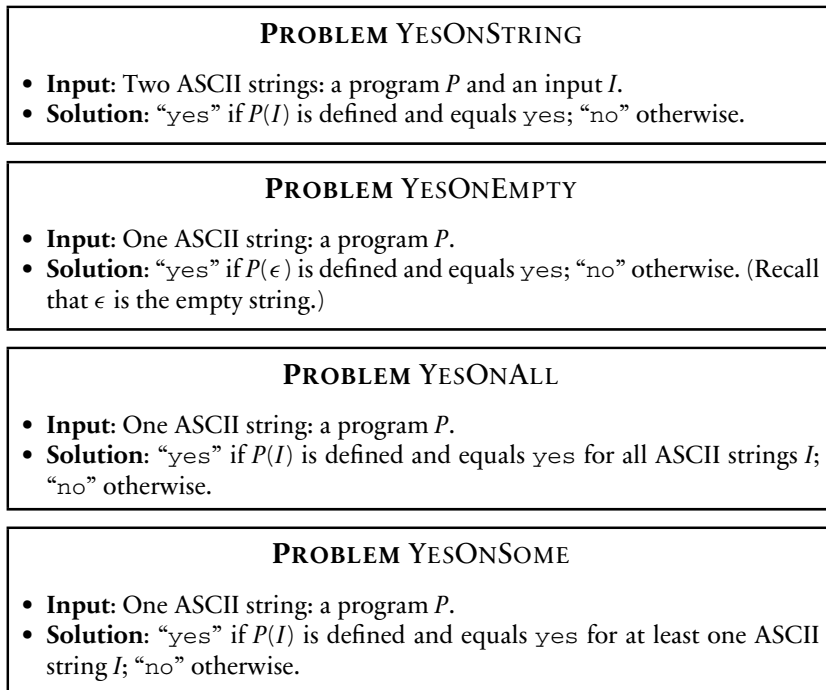 PROBLEM YESONSTRING
• Input: Two ASCII strings: a program P and an input I.
• Solution: “yes” if P(I) is defined and equals yes; “no” otherwise.
PROBLEM YESONEMPTY
• Input: One ASCII string: a program P.
• Solution: “yes” if P(ϵ) is defined and equals yes; “no” otherwise. (Recall
that ϵ is the empty string.)
PROBLEM YESONALL
• Input: One ASCII string: a program P.
• Solution: “yes” if P(I) is defined and equals yes for all ASCII strings I;
“no” otherwise.
PROBLEM YESONSOME
• Input: One ASCII string: a program P.
• Solution: “yes” if P(I) is defined and equals yes for at least one ASCII
string I; “no” otherwise.